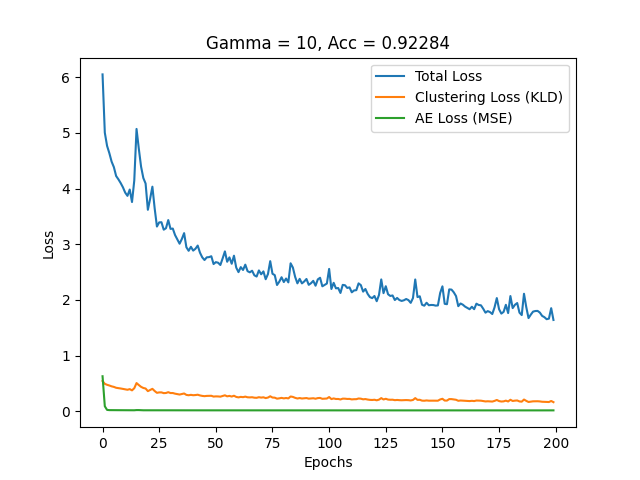 Gamma = 10, Acc = 0.92284
Total Loss
Clustering Loss (KLD)
AE Loss (MSE)
Loss
6
5
4
3
2
1
0
0 25 50 75 100 125 150 175 200
Epochs